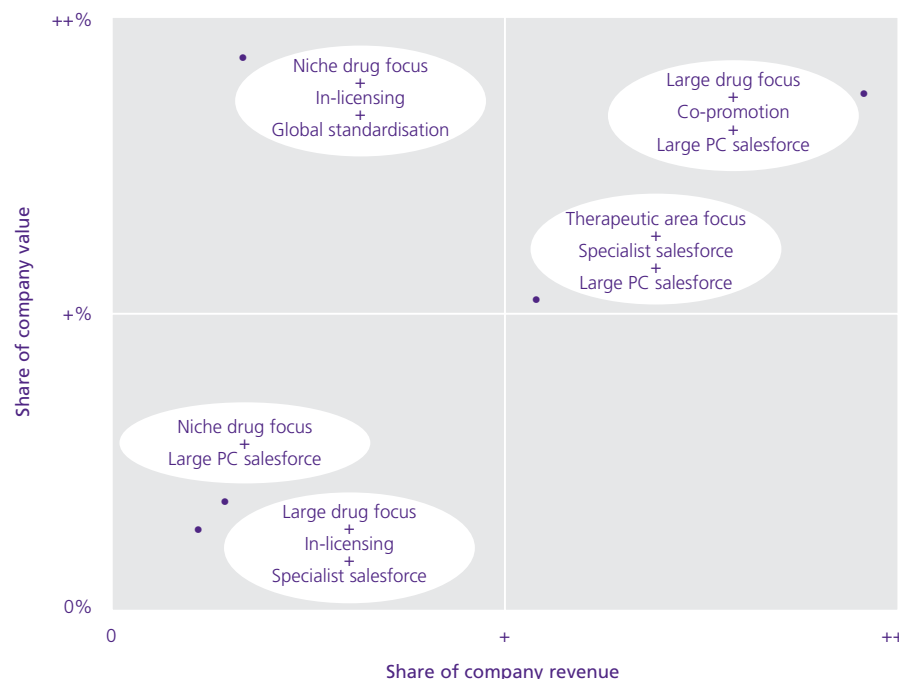 ++%
Niche drug focus
+
In-licensing
+
Global standardisation
Large drug focus
+
Co-promotion
+
Large PC salesforce
Therapeutic area focus
+
Specialist salesforce
+
Large PC salesforce
Share of company value
+%
Niche drug focus
+
Large PC salesforce
Large drug focus
+
In-licensing
+
Specialist salesforce
0%
0
+
++
Share of company revenue